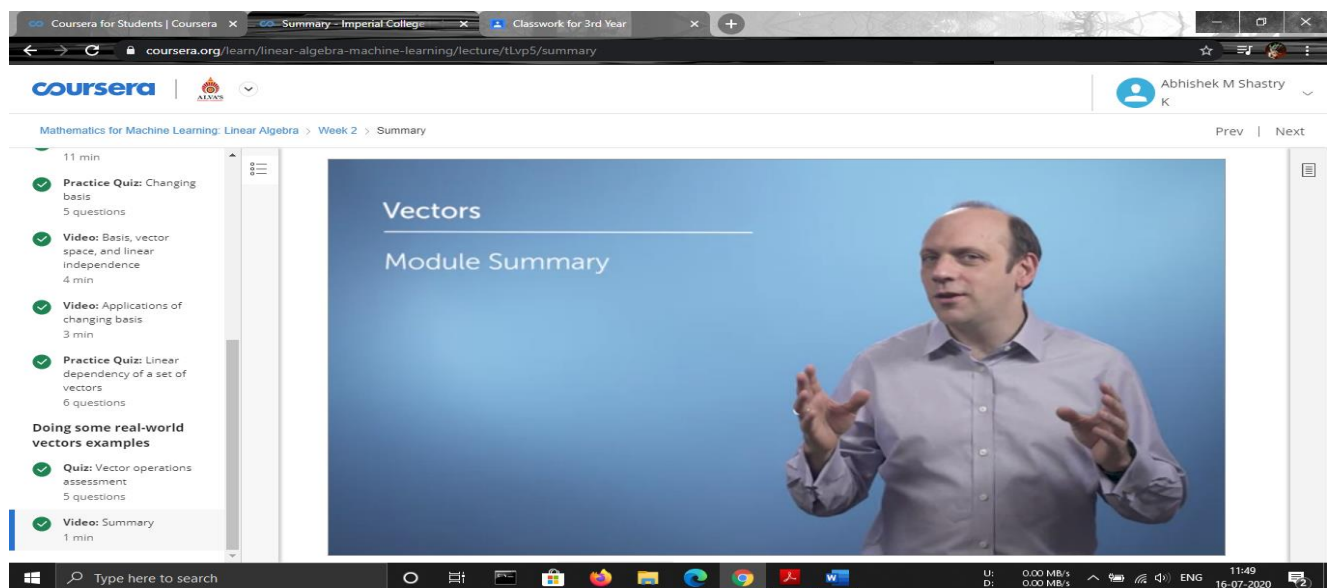 Coursera for Students | Coursera
Summary - Imperial College
Classwork for 3rd Year
coursera.org/learn/linear-algebra-machine-learning/lecture/tLvp5/summary
coursera
ALVA'S
Abhishek M Shastry
K
Mathematics for Machine Learning: Linear Algebra > Week 2 > Summary
Prev | Next
11 min
Practice Quiz: Changing
basis
5 questions
Video: Basis, vector
space, and linear
independence
4 min
Video: Applications of
changing basis
3 min
Practice Quiz: Linear
dependency of a set of
vectors
6 questions
Doing some real-world
vectors examples
Quiz: Vector operations
assessment
5 questions
Video: Summary
1 min
Vectors
Module Summary
Type here to search
U: 0.00 MB/s
D: 0.00 MB/s
ENG
11:49
16-07-2020
2